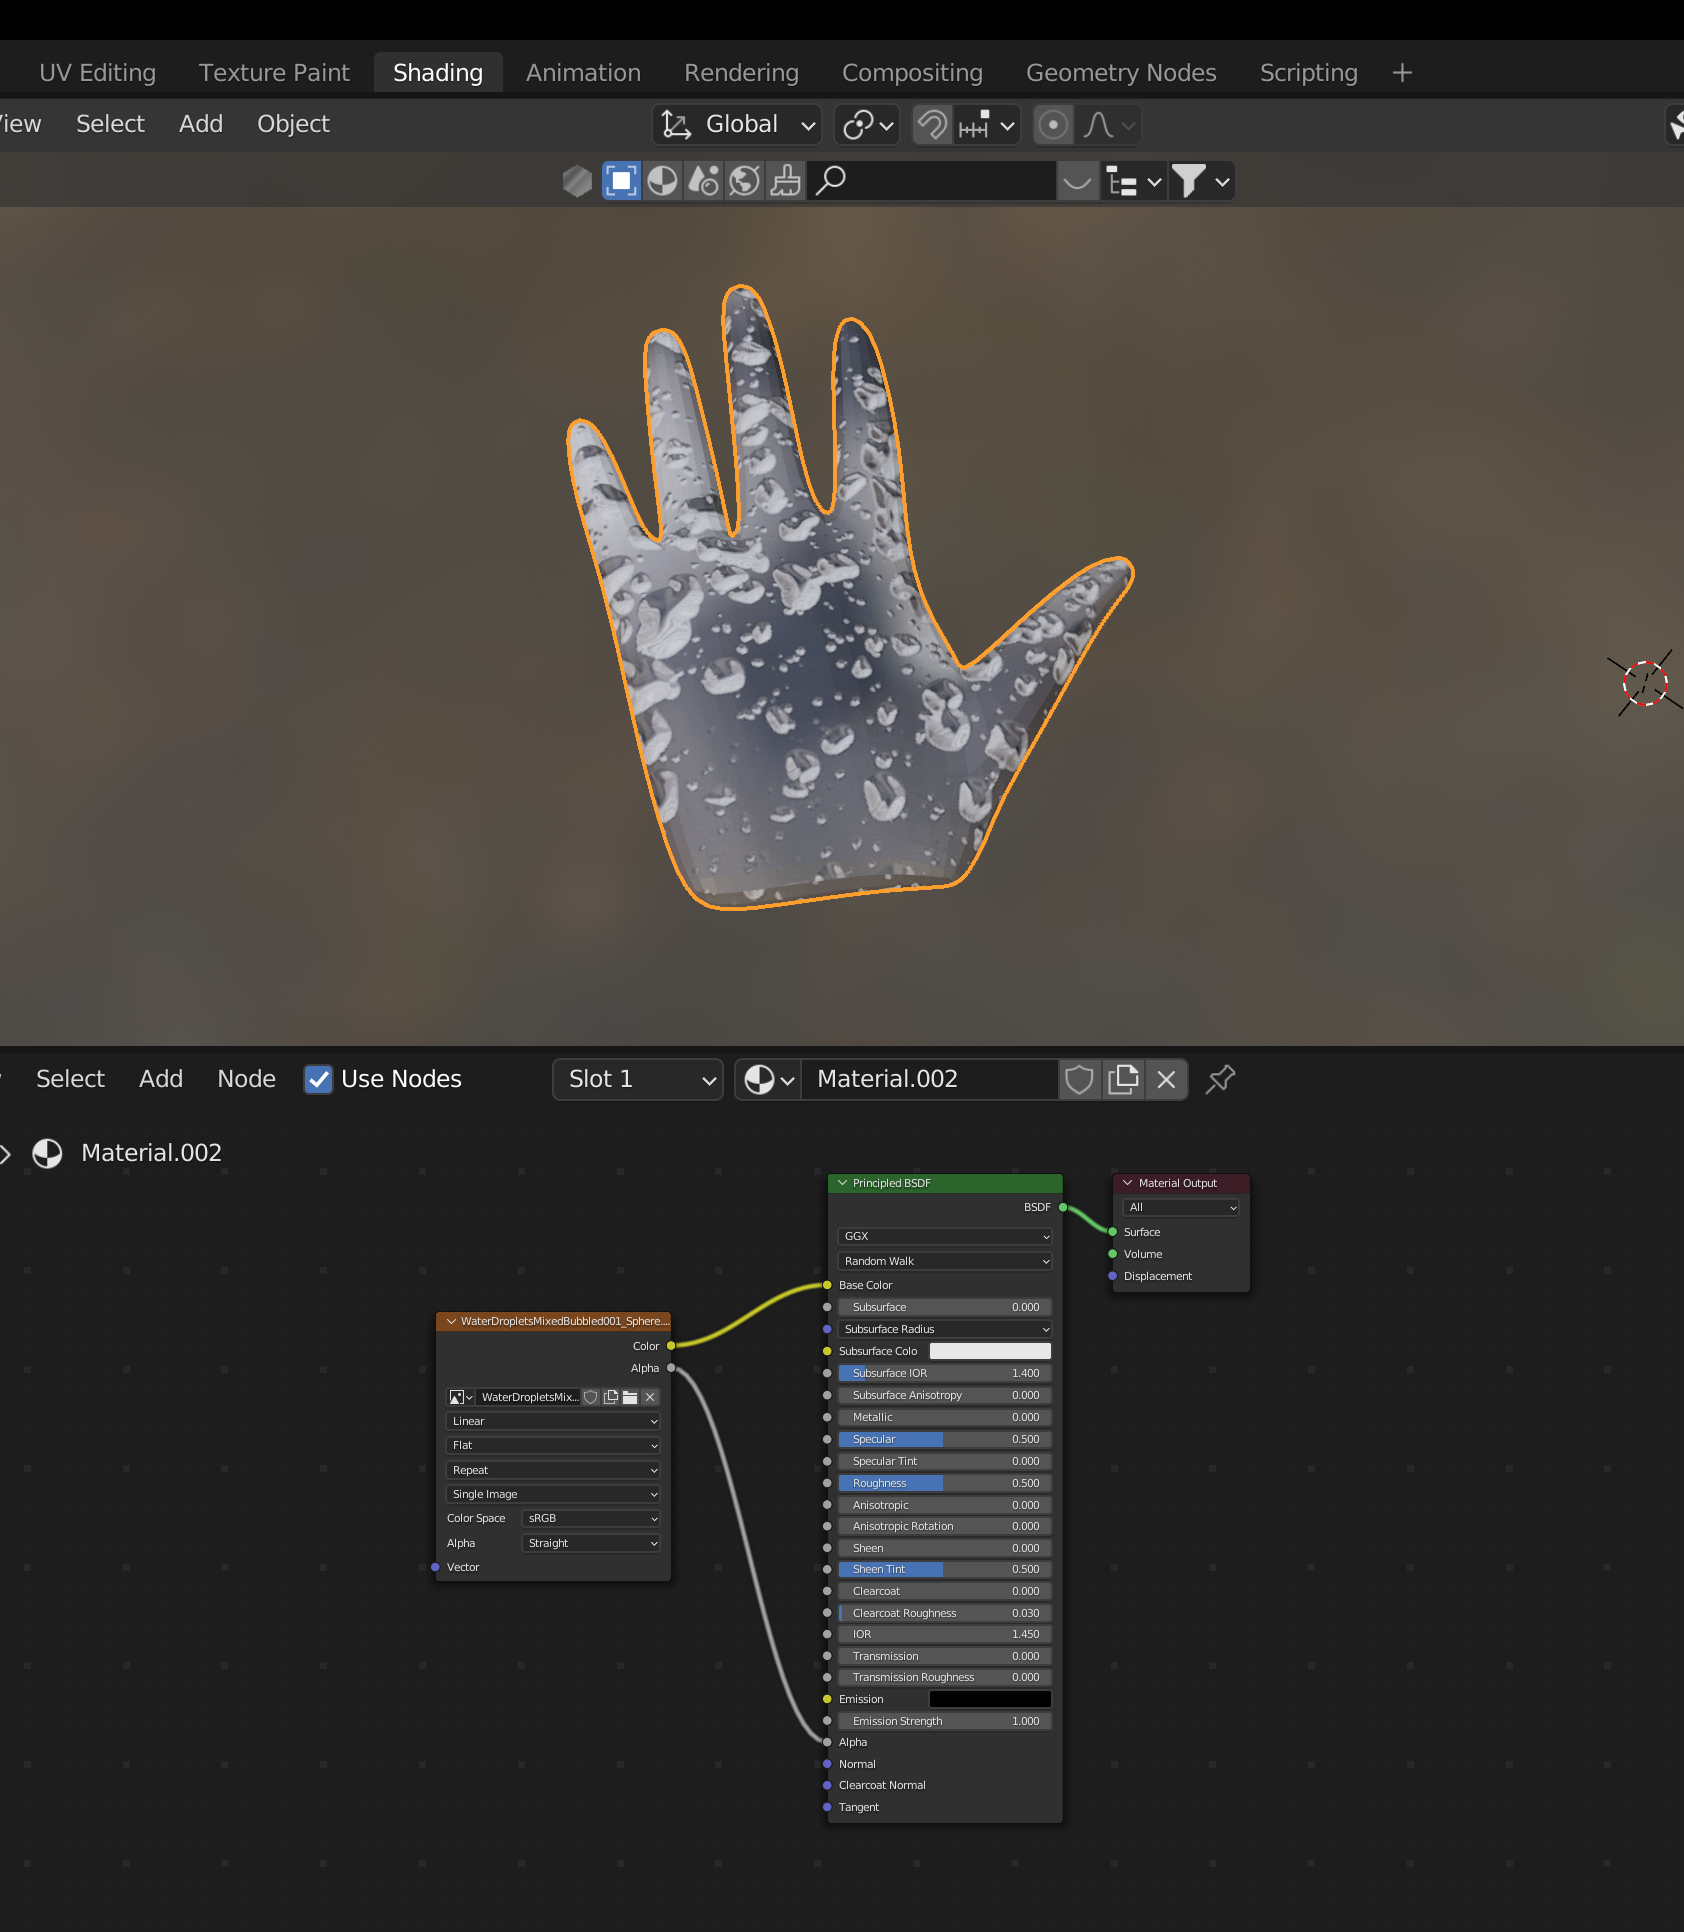 UV Editing Texture Paint Shading Animation Rendering Compositing Geometry Nodes Scripting +
View Select Add Object Global
Select Add Node Use Nodes Slot 1 Material.002
Material.002
Principled BSDF
BSDF
GGX
Random Walk
Base Color
Subsurface 0.000
Subsurface Radius
Subsurface Colo
Subsurface IOR 1.400
Subsurface Anisotropy 0.000
Metallic 0.000
Specular 0.500
Specular Tint 0.000
Roughness 0.500
Anisotropic 0.000
Anisotropic Rotation 0.000
Sheen 0.000
Sheen Tint 0.500
Clearcoat 0.000
Clearcoat Roughness 0.030
IOR 1.450
Transmission 0.000
Transmission Roughness 0.000
Emission
Emission Strength 1.000
Alpha
Normal
Clearcoat Normal
Tangent
Material Output
All
Surface
Volume
Displacement
WaterDropletsMixedBubbled001_Sphere....
Color
Alpha
WaterDropletsMix...
Linear
Flat
Repeat
Single Image
Color Space sRGB
Alpha Straight
Vector